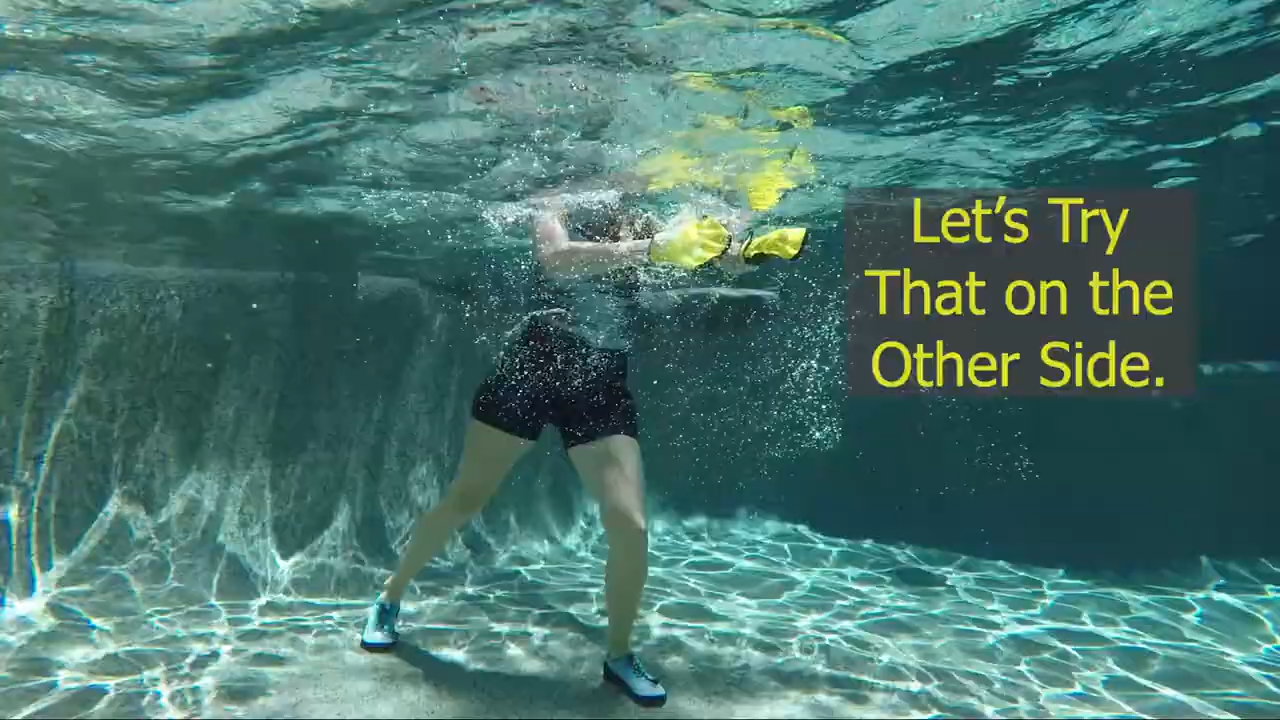 Let’s Try
That on the
Other Side.